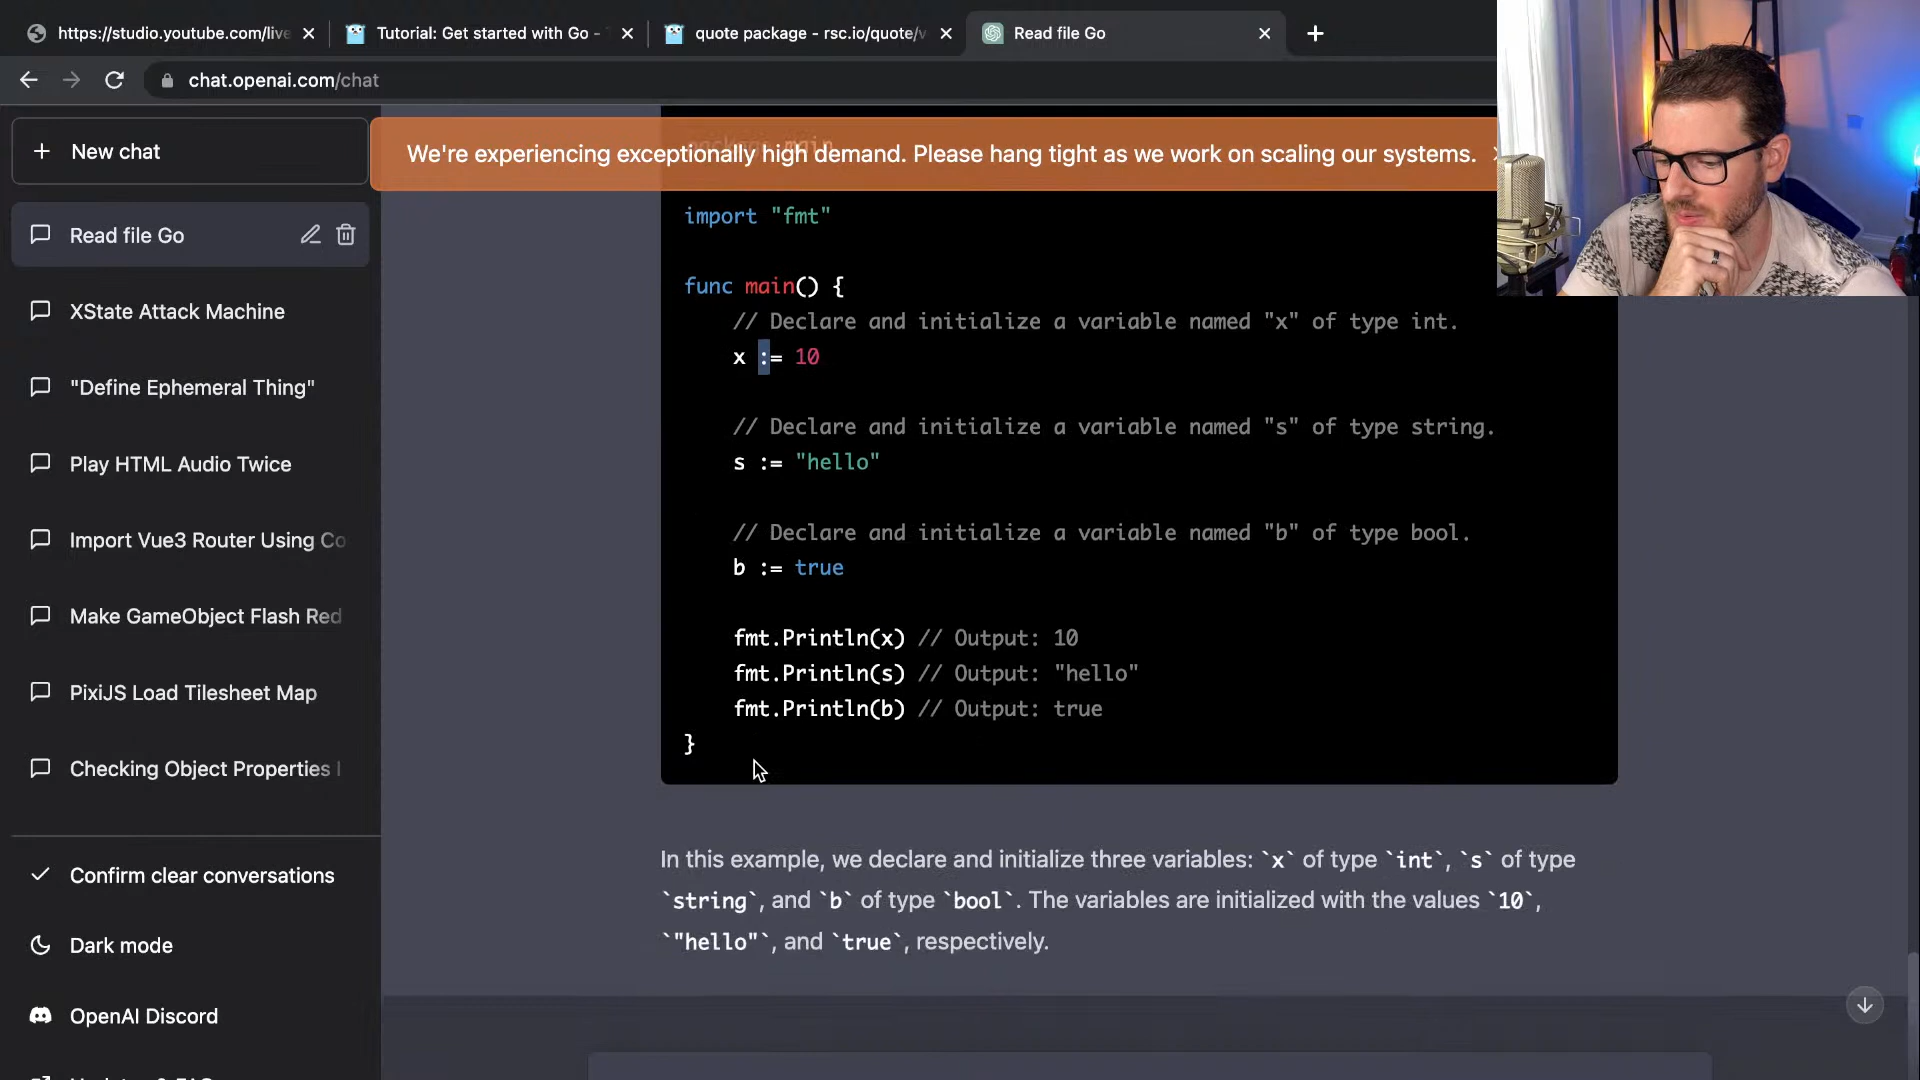 https://studio.youtube.com/live
Tutorial: Get started with Go -
quote package - rsc.io/quote/v
Read file Go
chat.openai.com/chat
New chat
We're experiencing exceptionally high demand. Please hang tight as we work on scaling our systems.
package main
Read file Go
import "fmt"
func main() {
// Declare and initialize a variable named "x" of type int.
XState Attack Machine
x := 10
"Define Ephemeral Thing"
// Declare and initialize a variable named "s" of type string.
s := "hello"
Play HTML Audio Twice
// Declare and initialize a variable named "b" of type bool.
Import Vue3 Router Using Co
b := true
Make GameObject Flash Red
fmt.Println(x) // Output: 10
fmt.Println(s) // Output: "hello"
PixiJS Load Tilesheet Map
fmt.Println(b) // Output: true
}
Checking Object Properties
In this example, we declare and initialize three variables: `x` of type `int`, `s` of type
`string`, and `b` of type `bool`. The variables are initialized with the values `10`,
`"hello"`, and `true`, respectively.
Confirm clear conversations
Dark mode
OpenAI Discord